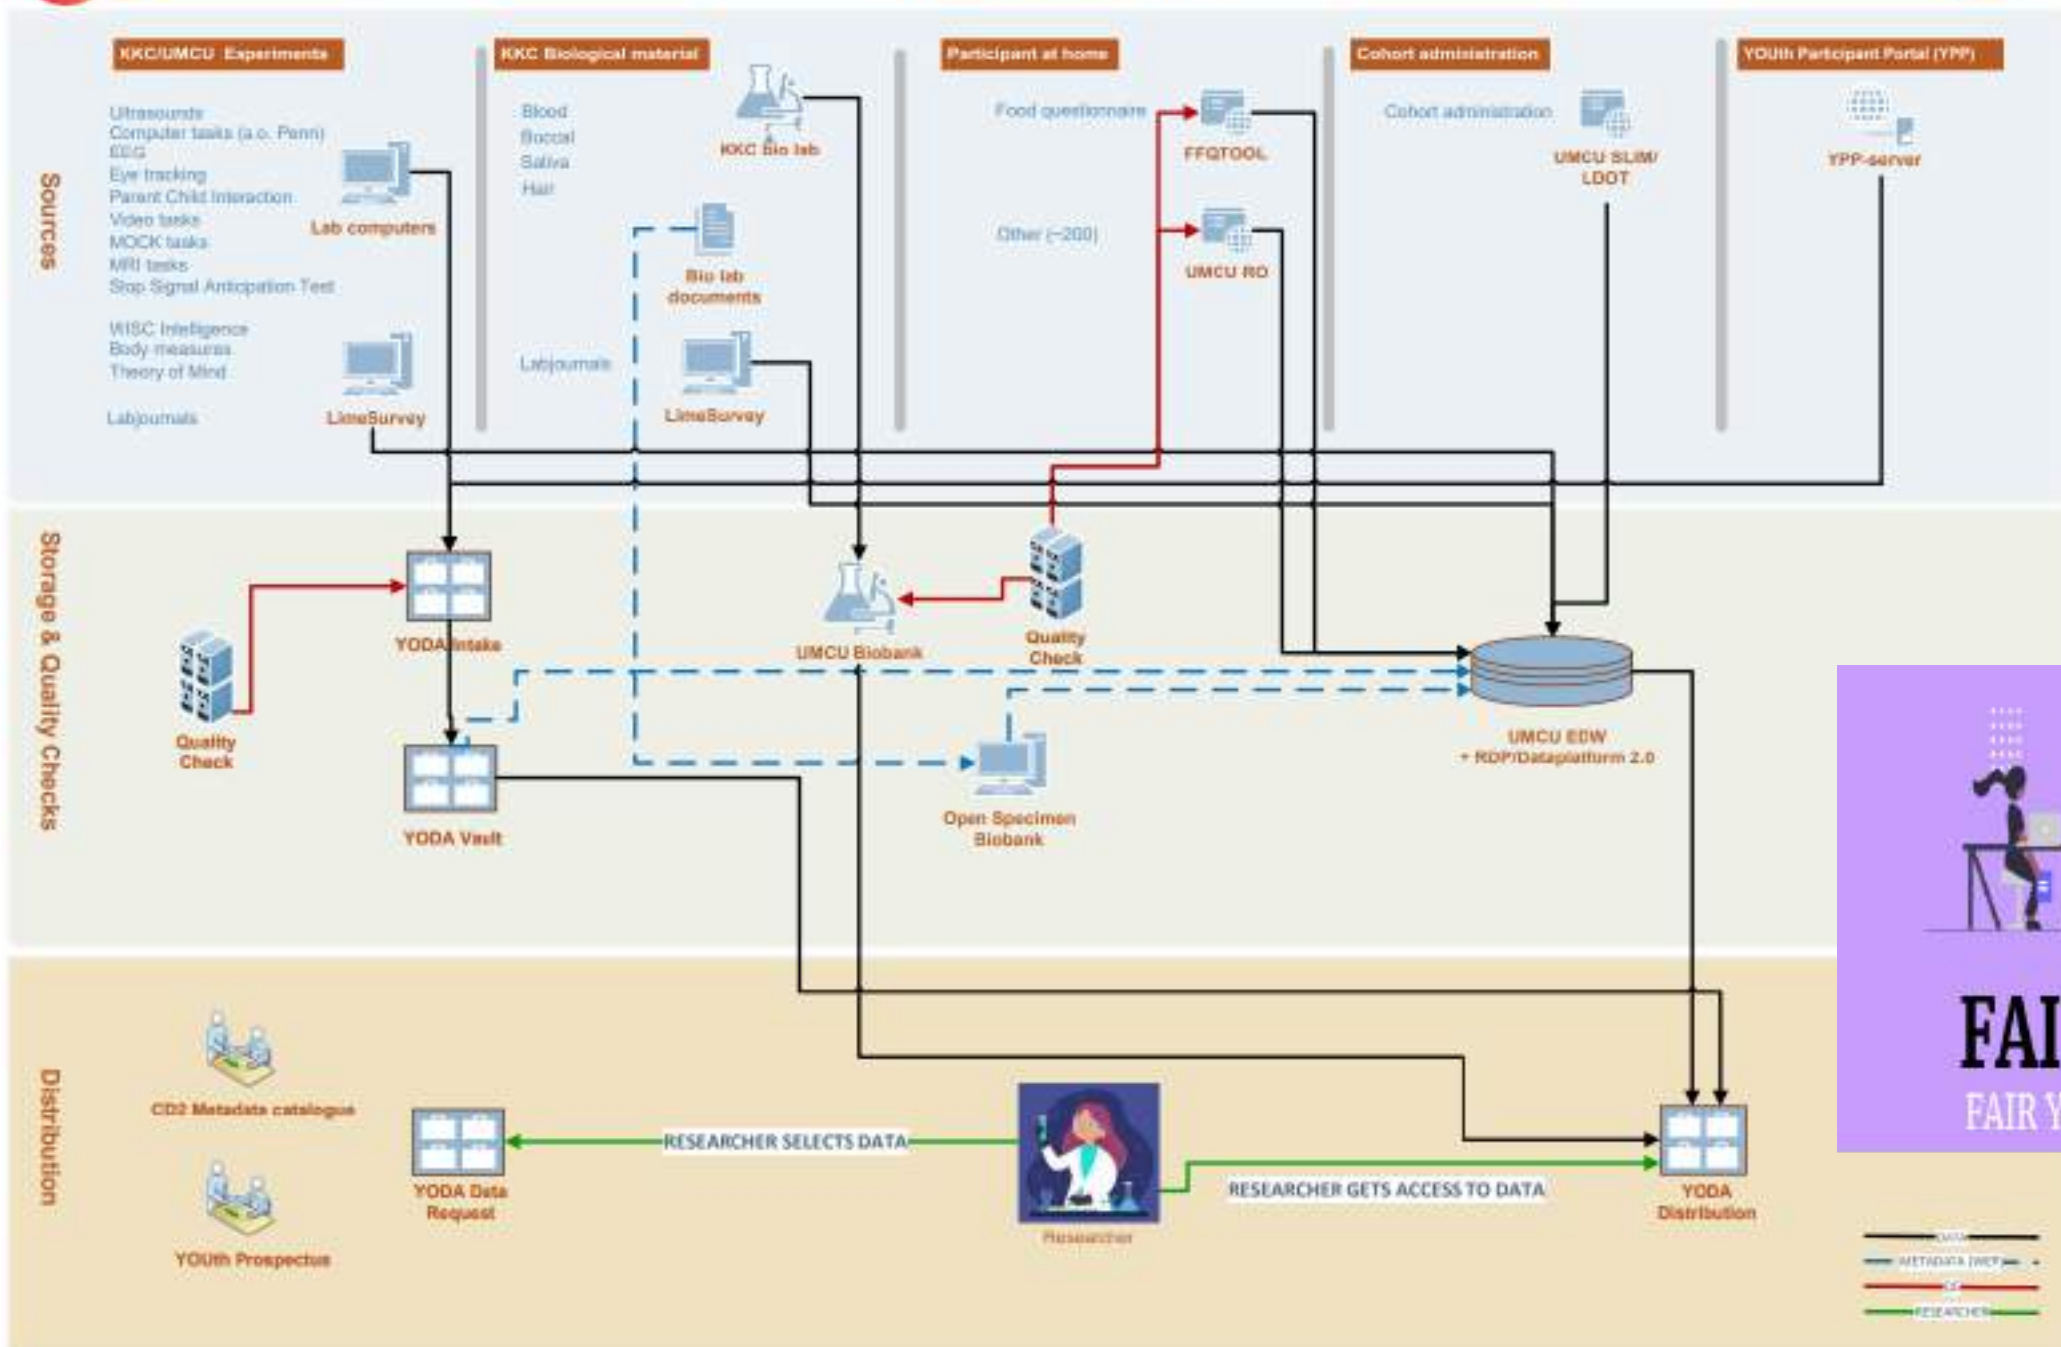 Sources
KKC/UMCU Experiments
Ultrasounds
Computer tasks (a.o. Penn)
EEG
Eye tracking
Parent Child Interaction
Video tasks
MOCK tasks
MRI tasks
Stop Signal Anticipation Test
WISC Intelligence
Body measures
Theory of Mind
Labjournals
Lab computers
LimeSurvey
KKC Biological material
Blood
Buccal
Saliva
Hair
Labjournals
KKC bio lab
Bio lab
documents
LimeSurvey
Participant at home
Food questionnaire
Other (~200)
FFQTOOL
UMCU RO
Cohort administration
Cohort administration
UMCU SLIM/
LDOT
YOUth Participant Portal (YPP)
YPP-server
Storage & Quality Checks
YODA Intake
Quality
Check
YODA Vault
UMCU Biobank
Quality
Check
Open Specimen
Biobank
UMCU EDW
+ RDP/Dataplatform 2.0
Distribution
CD2 Metadata catalogue
YOUth Prospectus
YODA Data
Request
RESEARCHER SELECTS DATA
Researcher
RESEARCHER GETS ACCESS TO DATA
YODA
Distribution
FAI
FAIR Y
DATA
METADATA
RESEARCHER